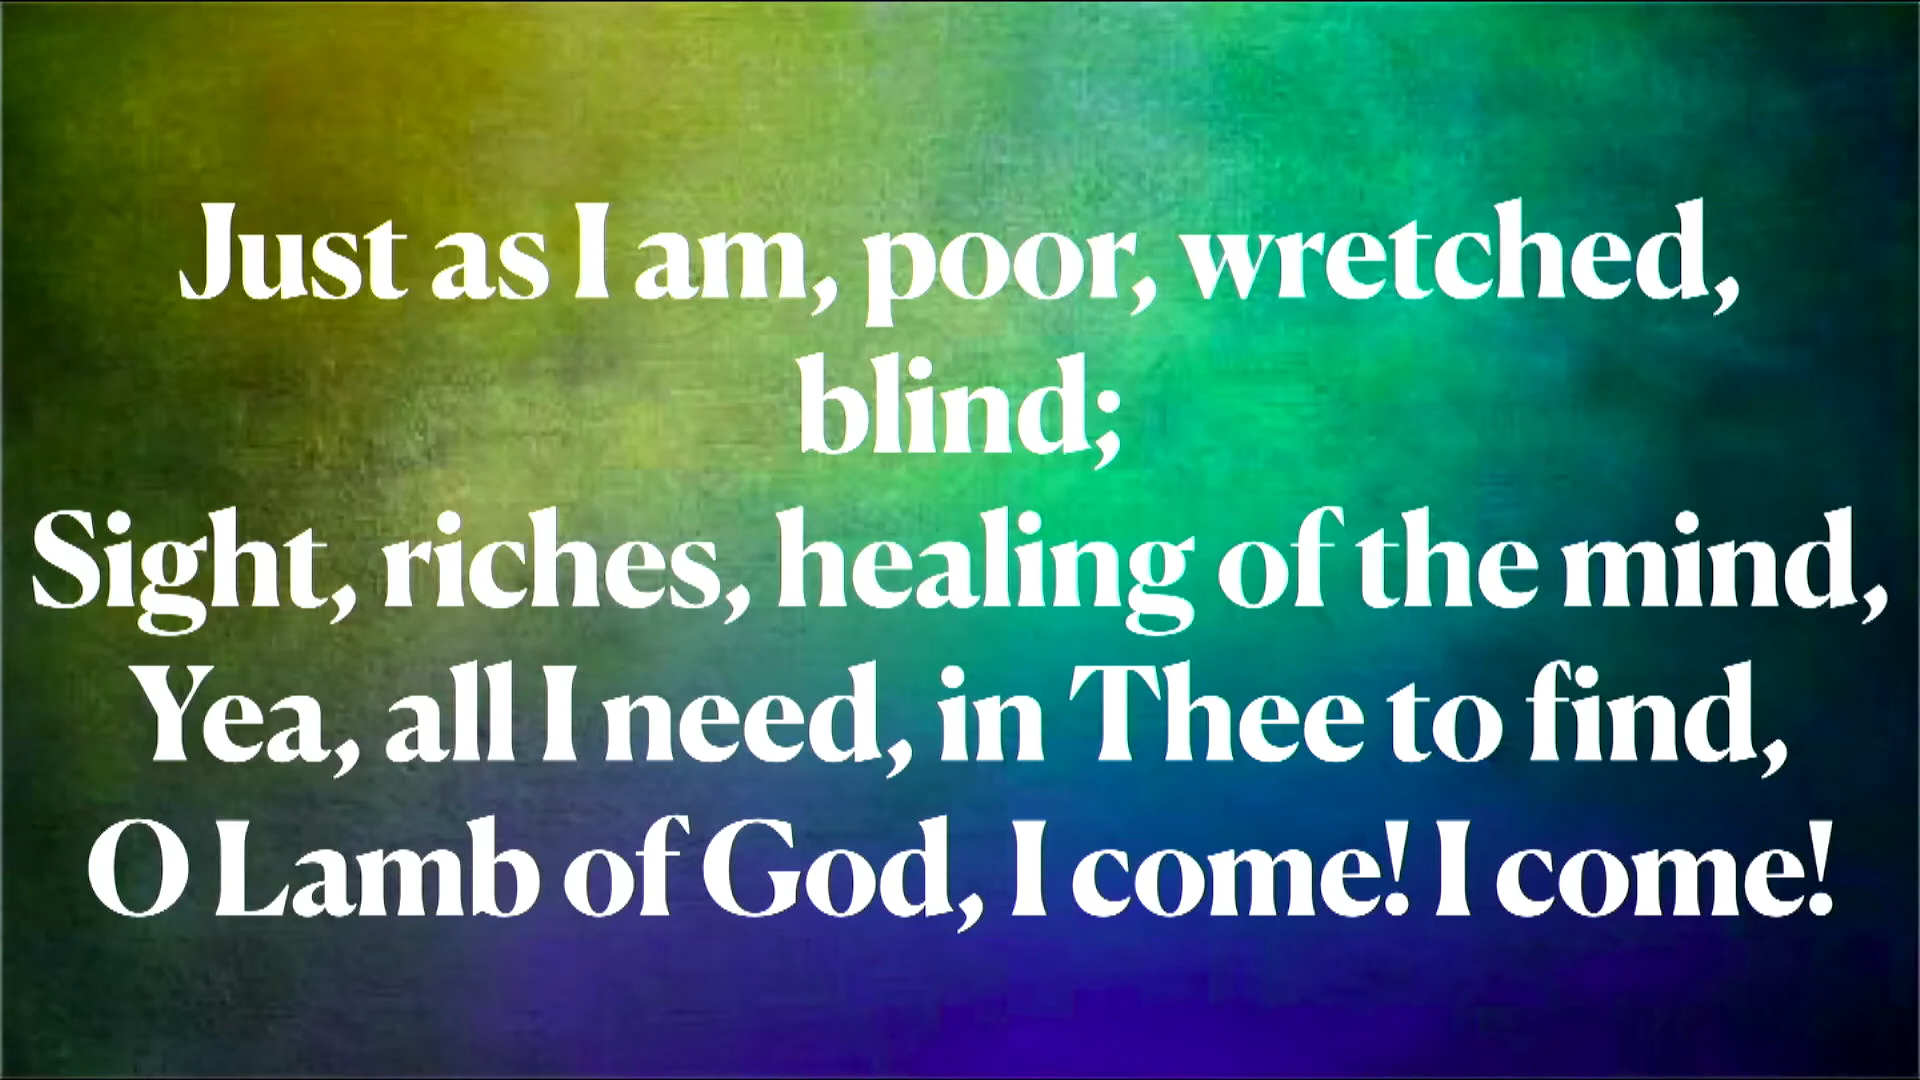 Just as I am, poor, wretched,
blind;
Sight, riches, healing of the mind,
Yea, all I need, in Thee to find,
O Lamb of God, I come! I come!